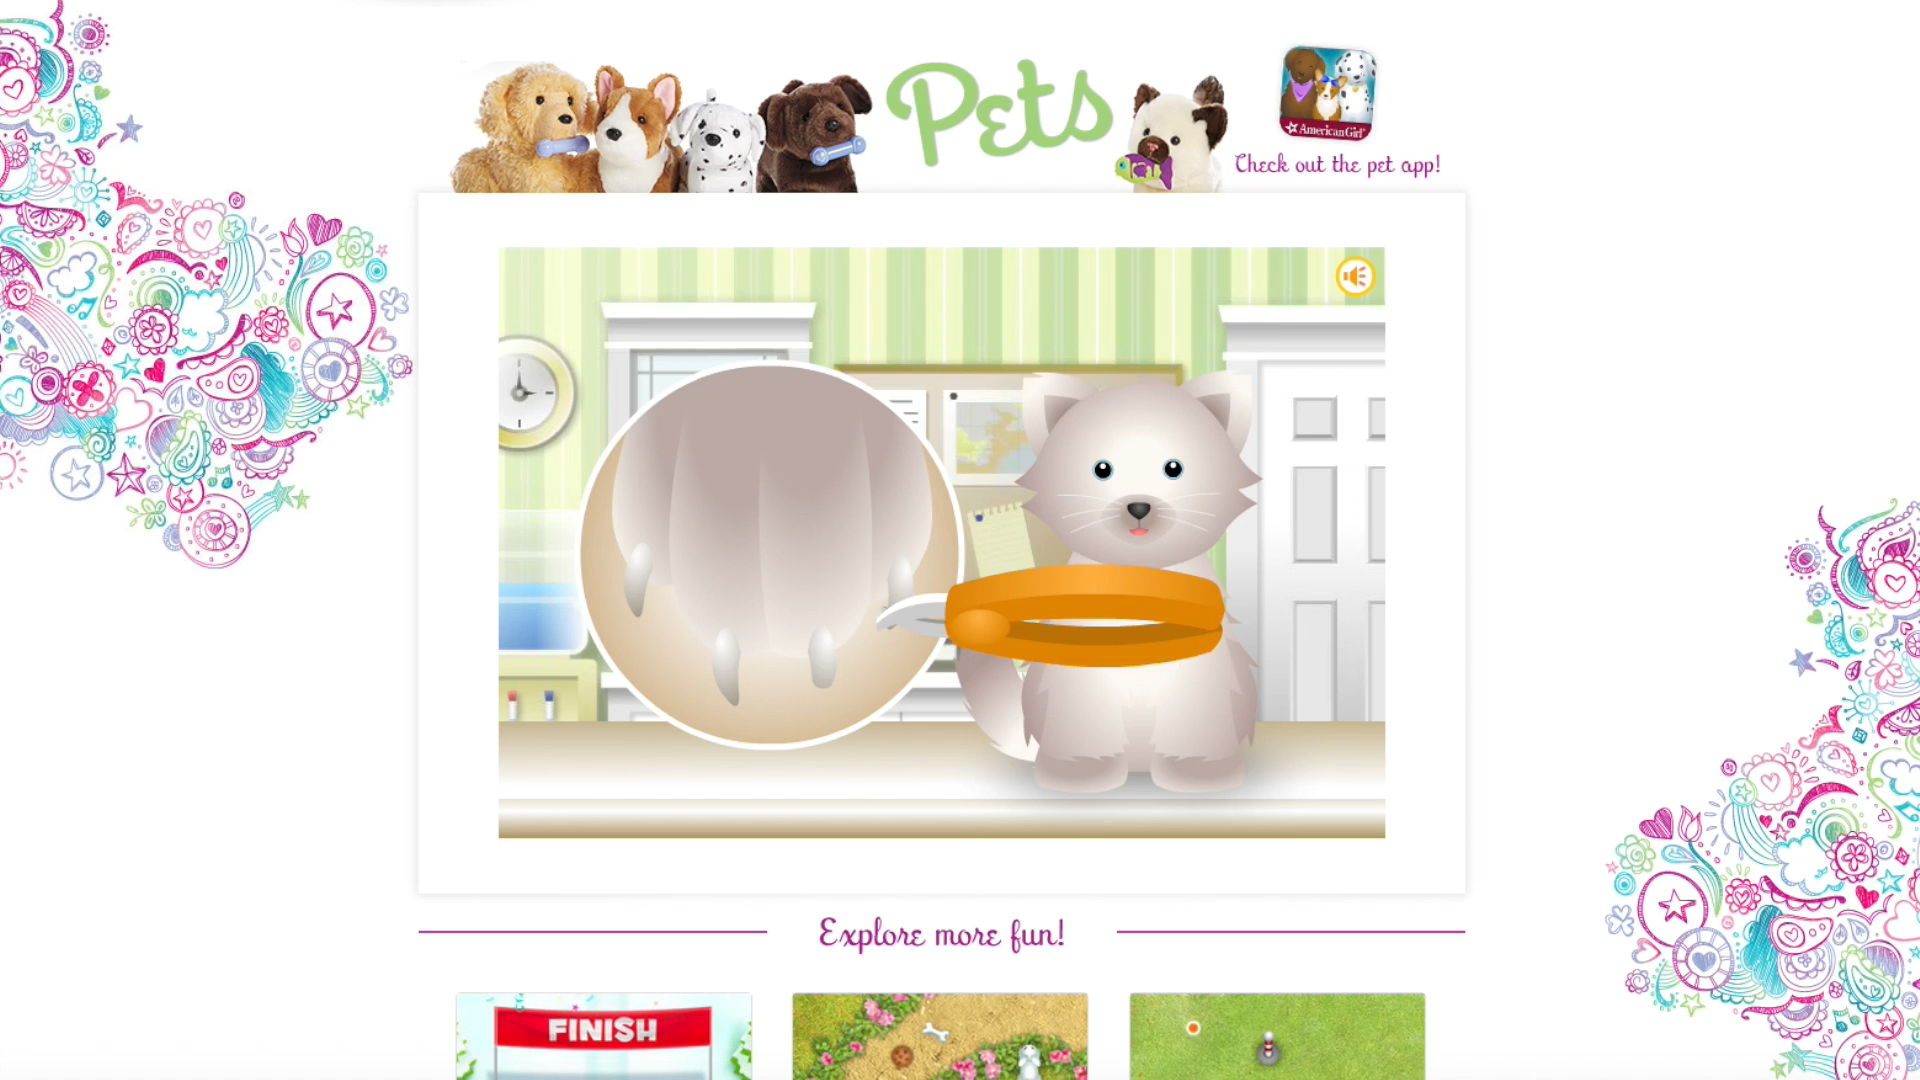 Pets
American Girl®
Check out the pet app!
Explore more fun!
FINISH